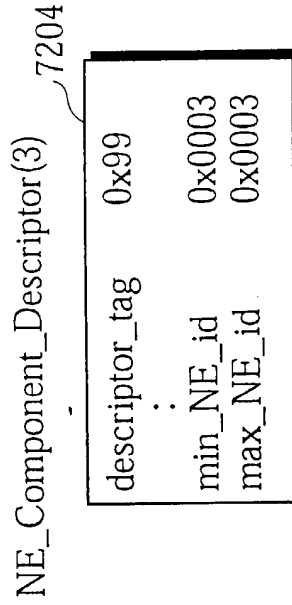 NE_Component_Descriptor(3)
7204
descriptor_tag 0x99
:
min_NE_id 0x0003
max_NE_id 0x0003